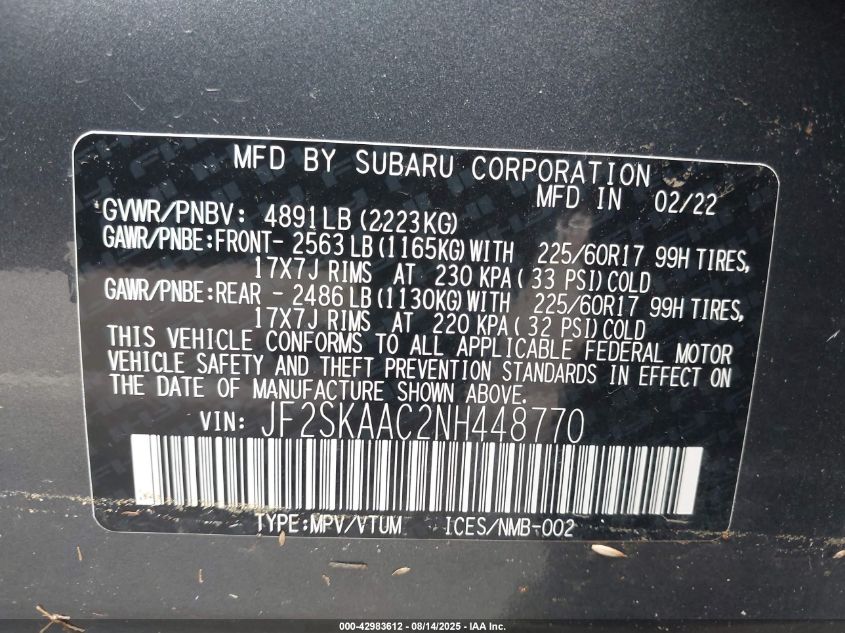 MFD BY SUBARU CORPORATION
MFD IN 02/22
GVWR/PNBV: 4891LB (2223KG)
GAWR/PNBE:FRONT- 2563LB(1165KG)WITH 225/60R17 99H TIRES,
17X7J RIMS AT 230 KPA( 33 PSI)COLD
GAWR/PNBE:REAR - 2486LB(1130KG)WITH 225/60R17 99H TIRES,
17X7J RIMS AT 220 KPA( 32 PSI)COLD
THIS VEHICLE CONFORMS TO ALL APPLICABLE FEDERAL MOTOR
VEHICLE SAFETY AND THEFT PREVENTION STANDARDS IN EFFECT ON
THE DATE OF MANUFACTURE SHOWN ABOVE.
VIN: JF2SKAAC2NH448770
TYPE:MPV/VTUM ICES/NMB-002
000-42983612 - 08/14/2025 - IAA Inc.